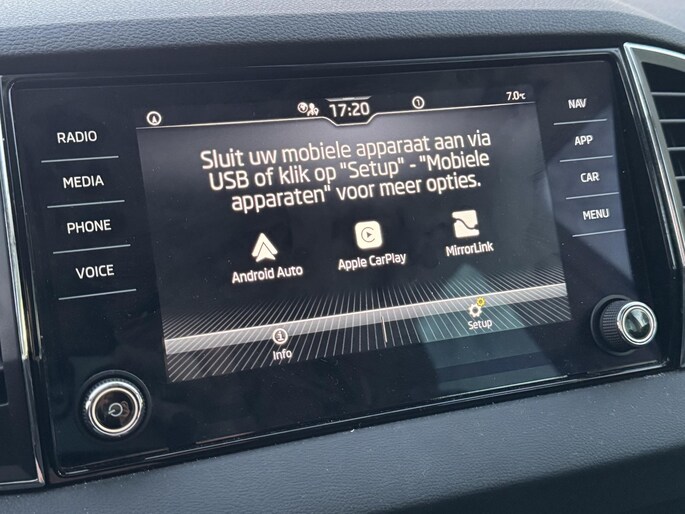 17:20
1
7.0°C
RADIO
MEDIA
PHONE
VOICE
Sluit uw mobiele apparaat aan via
USB of klik op "Setup" - "Mobiele
apparaten" voor meer opties.
Android Auto
Apple CarPlay
MirrorLink
Info
Setup
NAV
APP
CAR
MENU